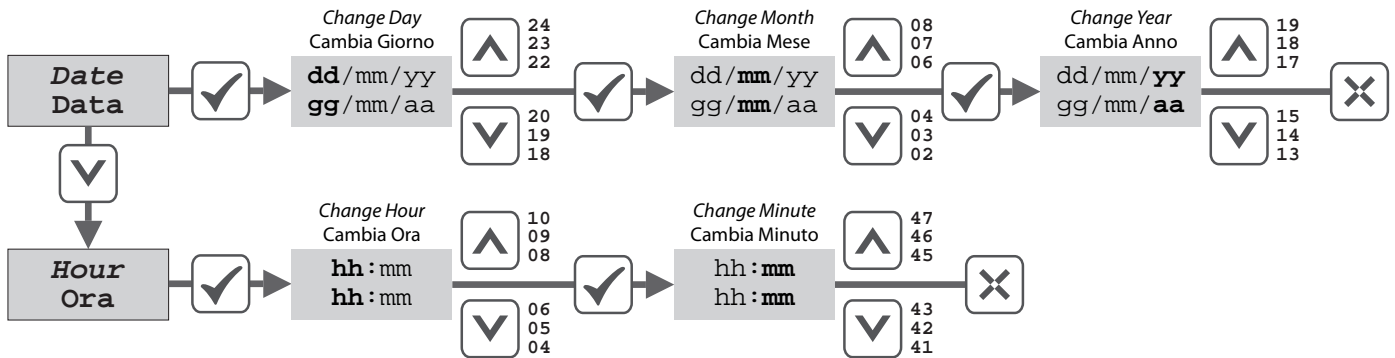 Change Day
Cambia Giorno
24
23
22
Change Month
Cambia Mese
08
07
06
Change Year
Cambia Anno
19
18
17
Date
Data
dd/mm/yy
gg/mm/aa
dd/mm/yy
gg/mm/aa
dd/mm/yy
gg/mm/aa
20
19
18
04
03
02
15
14
13
Change Hour
Cambia Ora
10
09
08
Change Minute
Cambia Minuto
47
46
45
Hour
Ora
hh:mm
hh:mm
hh:mm
hh:mm
06
05
04
43
42
41